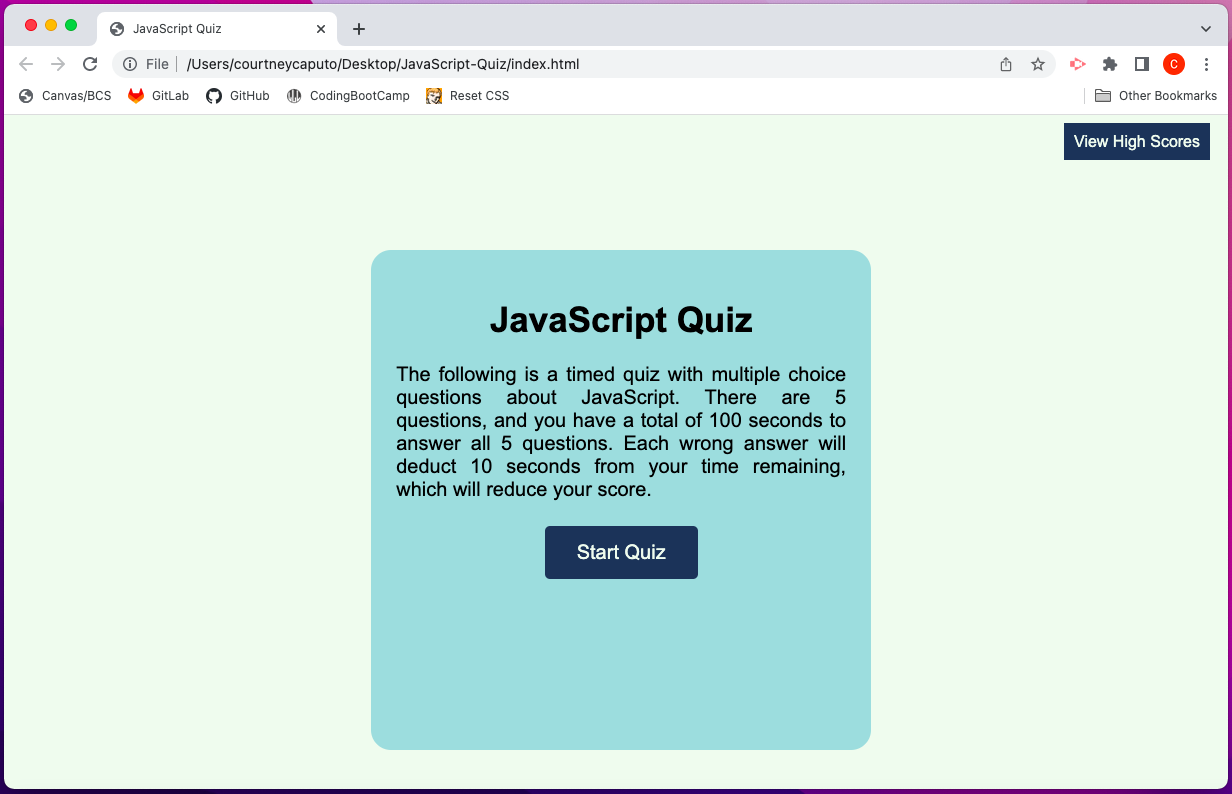 JavaScript Quiz
File /Users/courtneycaputo/Desktop/JavaScript-Quiz/index.html C
Canvas/BCS GitLab GitHub CodingBootCamp Reset CSS Other Bookmarks
View High Scores
JavaScript Quiz
The following is a timed quiz with multiple choice
questions about JavaScript. There are 5
questions, and you have a total of 100 seconds to
answer all 5 questions. Each wrong answer will
deduct 10 seconds from your time remaining,
which will reduce your score.
Start Quiz